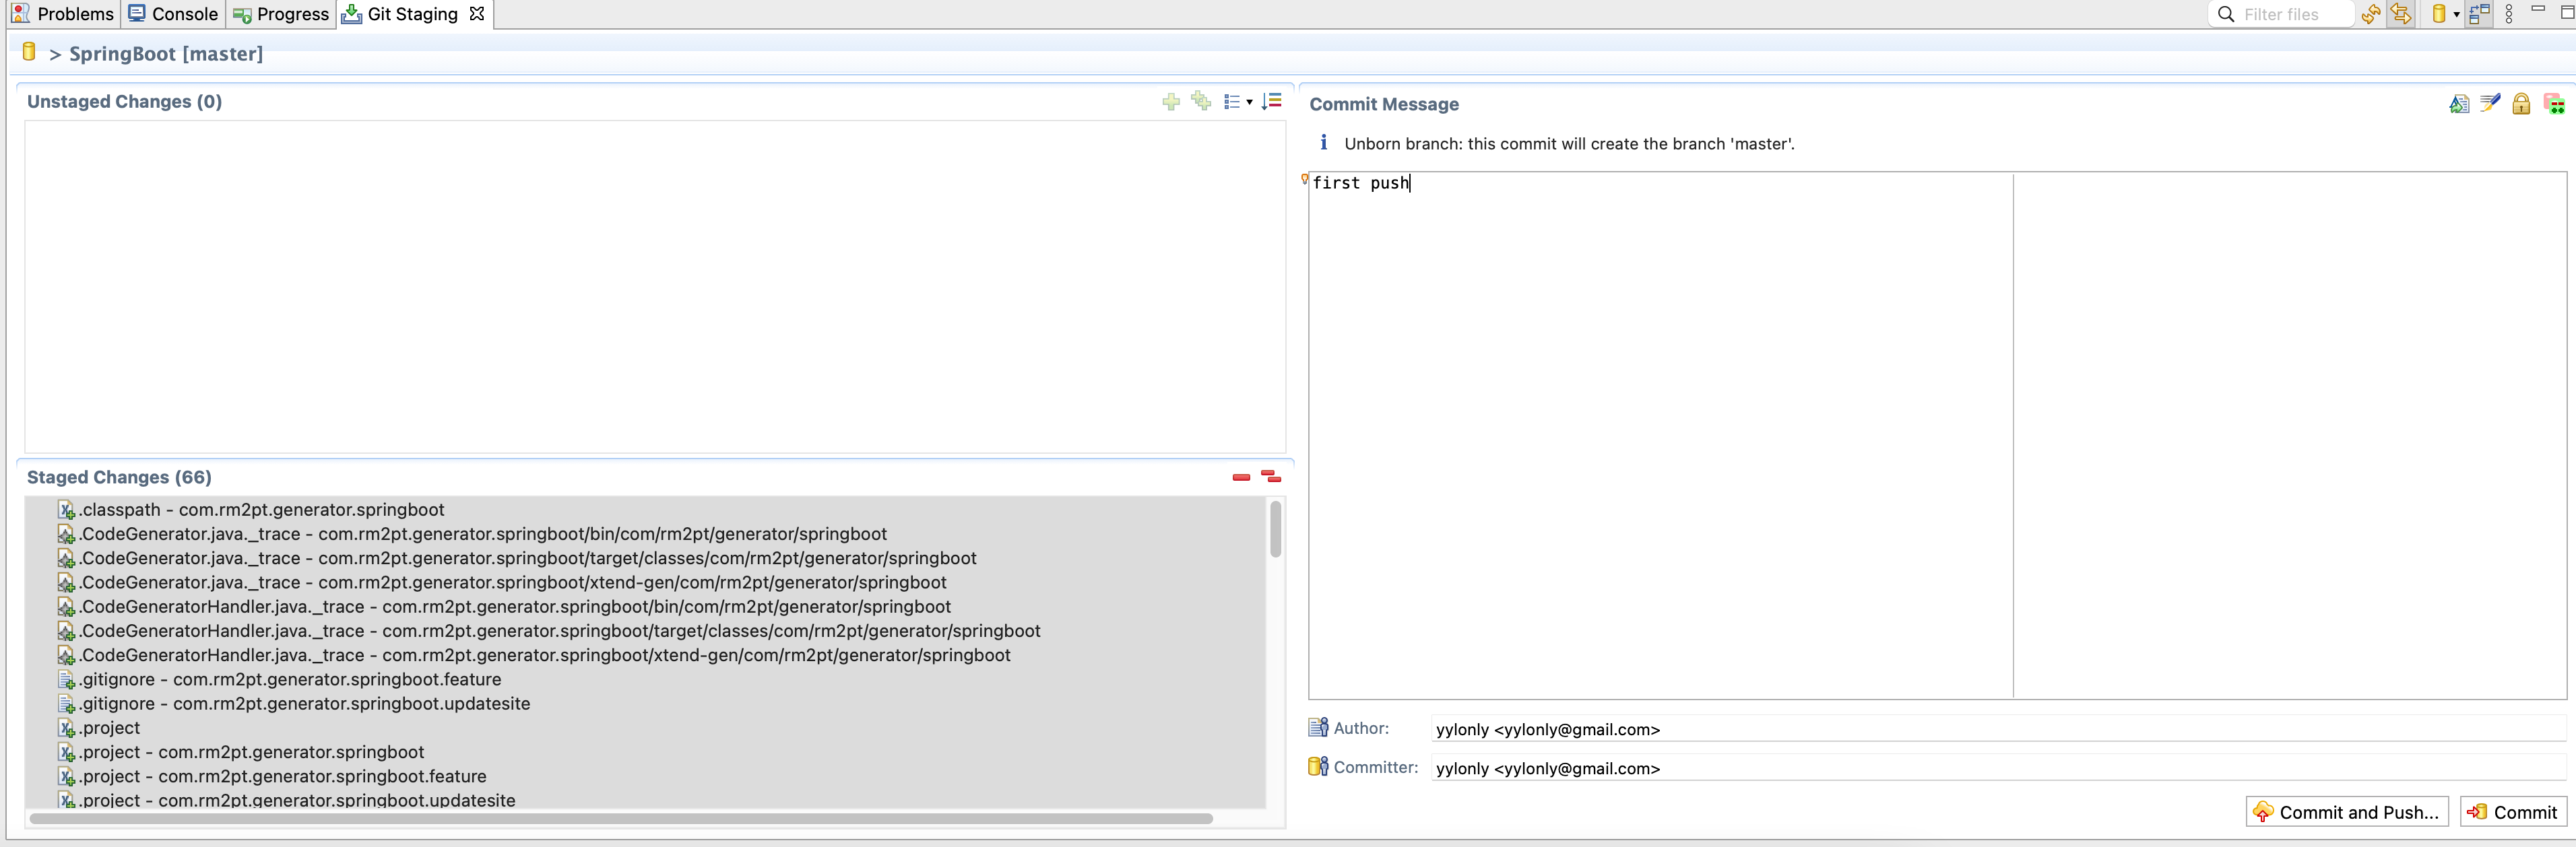 Problems Console Progress Git Staging Filter files
> SpringBoot [master]
Unstaged Changes (0)
Staged Changes (66)
.classpath - com.rm2pt.generator.springboot
.CodeGenerator.java._trace - com.rm2pt.generator.springboot/bin/com/rm2pt/generator/springboot
.CodeGenerator.java._trace - com.rm2pt.generator.springboot/target/classes/com/rm2pt/generator/springboot
.CodeGenerator.java._trace - com.rm2pt.generator.springboot/xtend-gen/com/rm2pt/generator/springboot
.CodeGeneratorHandler.java._trace - com.rm2pt.generator.springboot/bin/com/rm2pt/generator/springboot
.CodeGeneratorHandler.java._trace - com.rm2pt.generator.springboot/target/classes/com/rm2pt/generator/springboot
.CodeGeneratorHandler.java._trace - com.rm2pt.generator.springboot/xtend-gen/com/rm2pt/generator/springboot
.gitignore - com.rm2pt.generator.springboot.feature
.gitignore - com.rm2pt.generator.springboot.updatesite
.project
.project - com.rm2pt.generator.springboot
.project - com.rm2pt.generator.springboot.feature
.project - com.rm2pt.generator.springboot.updatesite
Commit Message
Unborn branch: this commit will create the branch 'master'.
first push
Author: yylonly <yylonly@gmail.com>
Committer: yylonly <yylonly@gmail.com>
Commit and Push... Commit